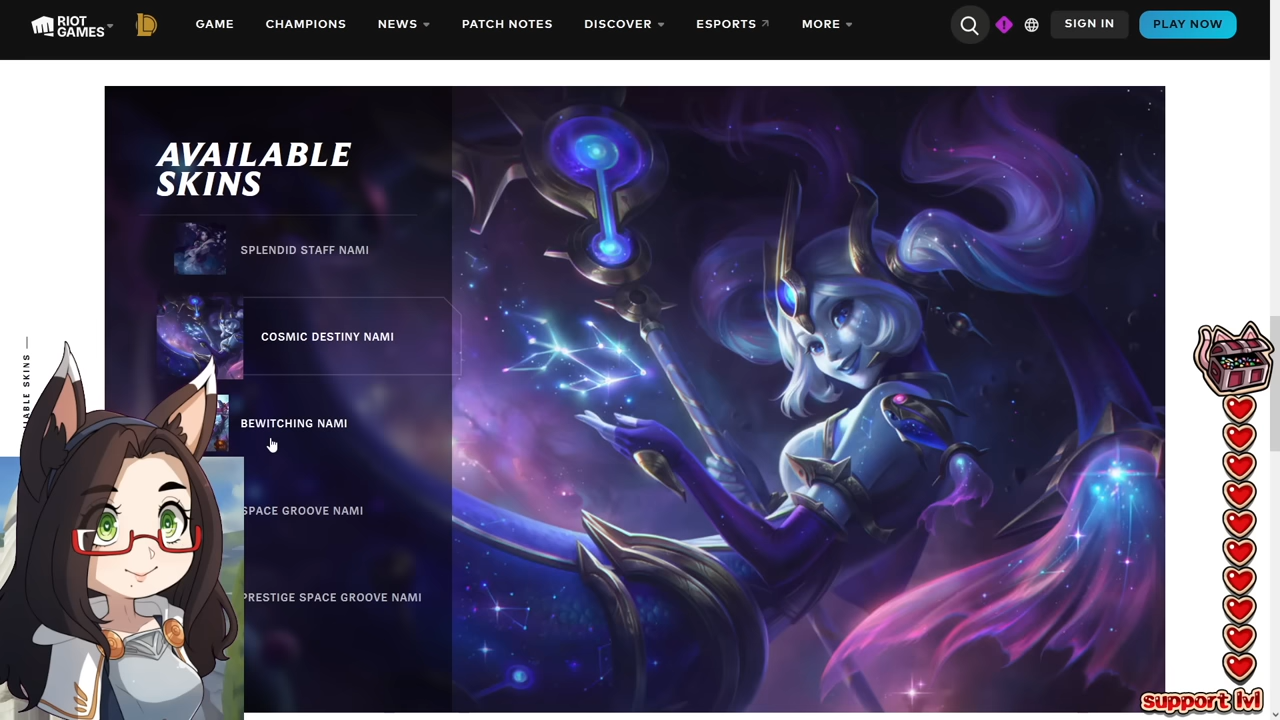 RIOT
GAMES
GAME
CHAMPIONS
NEWS
PATCH NOTES
DISCOVER
ESPORTS
MORE
SIGN IN
PLAY NOW
AVAILABLE
SKINS
SPLENDID STAFF NAMI
COSMIC DESTINY NAMI
BEWITCHING NAMI
SPACE GROOVE NAMI
PRESTIGE SPACE GROOVE NAMI
SKINS
support lvl